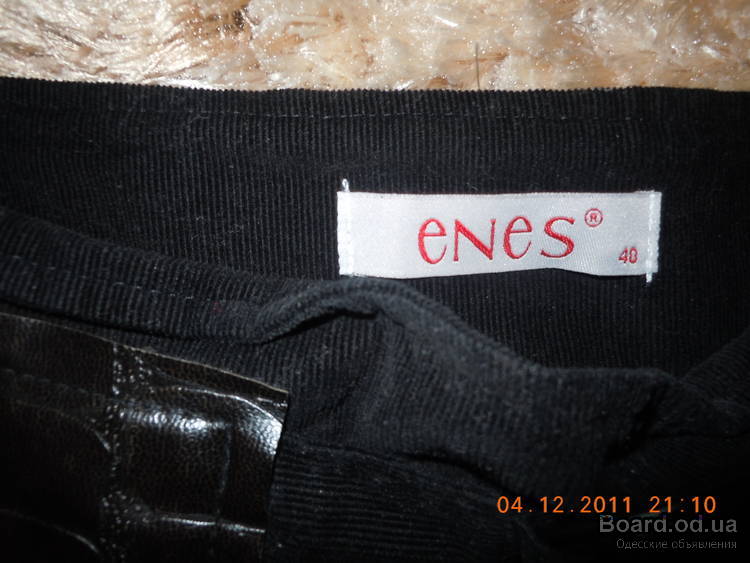 enes®
40
04.12.2011 21:10
Board.od.ua
Одесские объявления